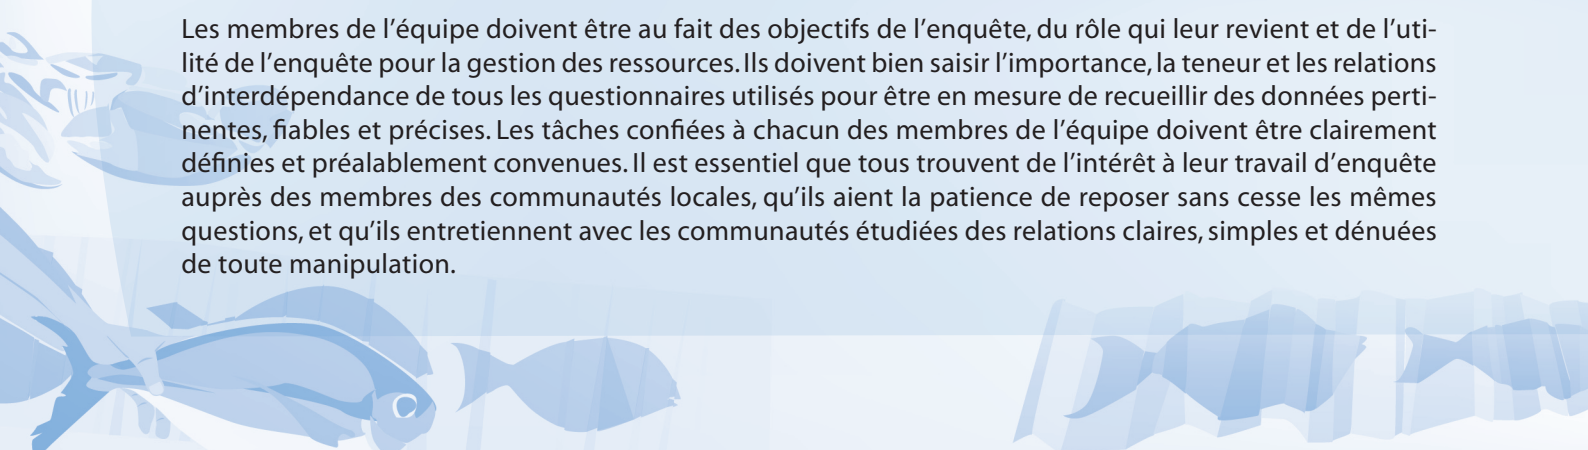 Les membres de l'équipe doivent être au fait des objectifs de l'enquête, du rôle qui leur revient et de l'uti-
lité de l'enquête pour la gestion des ressources. Ils doivent bien saisir l'importance, la teneur et les relations
d'interdépendance de tous les questionnaires utilisés pour être en mesure de recueillir des données perti-
nentes, fiables et précises. Les tâches confiées à chacun des membres de l'équipe doivent être clairement
définies et préalablement convenues. Il est essentiel que tous trouvent de l'intérêt à leur travail d'enquête
auprès des membres des communautés locales, qu'ils aient la patience de reposer sans cesse les mêmes
questions, et qu'ils entretiennent avec les communautés étudiées des relations claires, simples et dénuées
de toute manipulation.